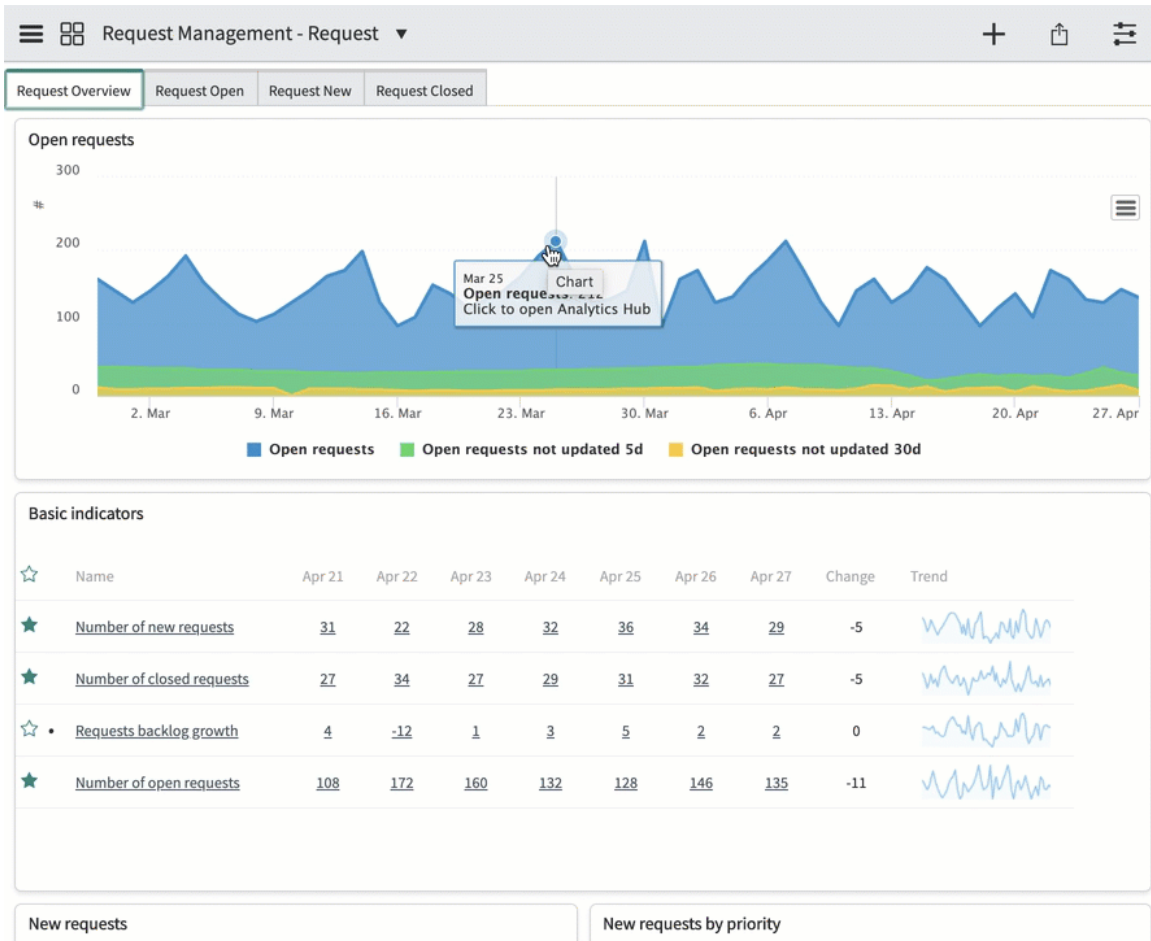 Request Management - Request ▼
Request Overview Request Open Request New Request Closed
Open requests
300
#
200
100
0
Mar 25
Chart
Open requests: 212
Click to open Analytics Hub
2. Mar 9. Mar 16. Mar 23. Mar 30. Mar 6. Apr 13. Apr 20. Apr 27. Apr
Open requests Open requests not updated 5d Open requests not updated 30d
Basic indicators
Name Apr 21 Apr 22 Apr 23 Apr 24 Apr 25 Apr 26 Apr 27 Change Trend
Number of new requests 31 22 28 32 36 34 29 -5
Number of closed requests 27 34 27 29 31 32 27 -5
• Requests backlog growth 4 -12 1 3 5 2 2 0
Number of open requests 108 172 160 132 128 146 135 -11
New requests New requests by priority